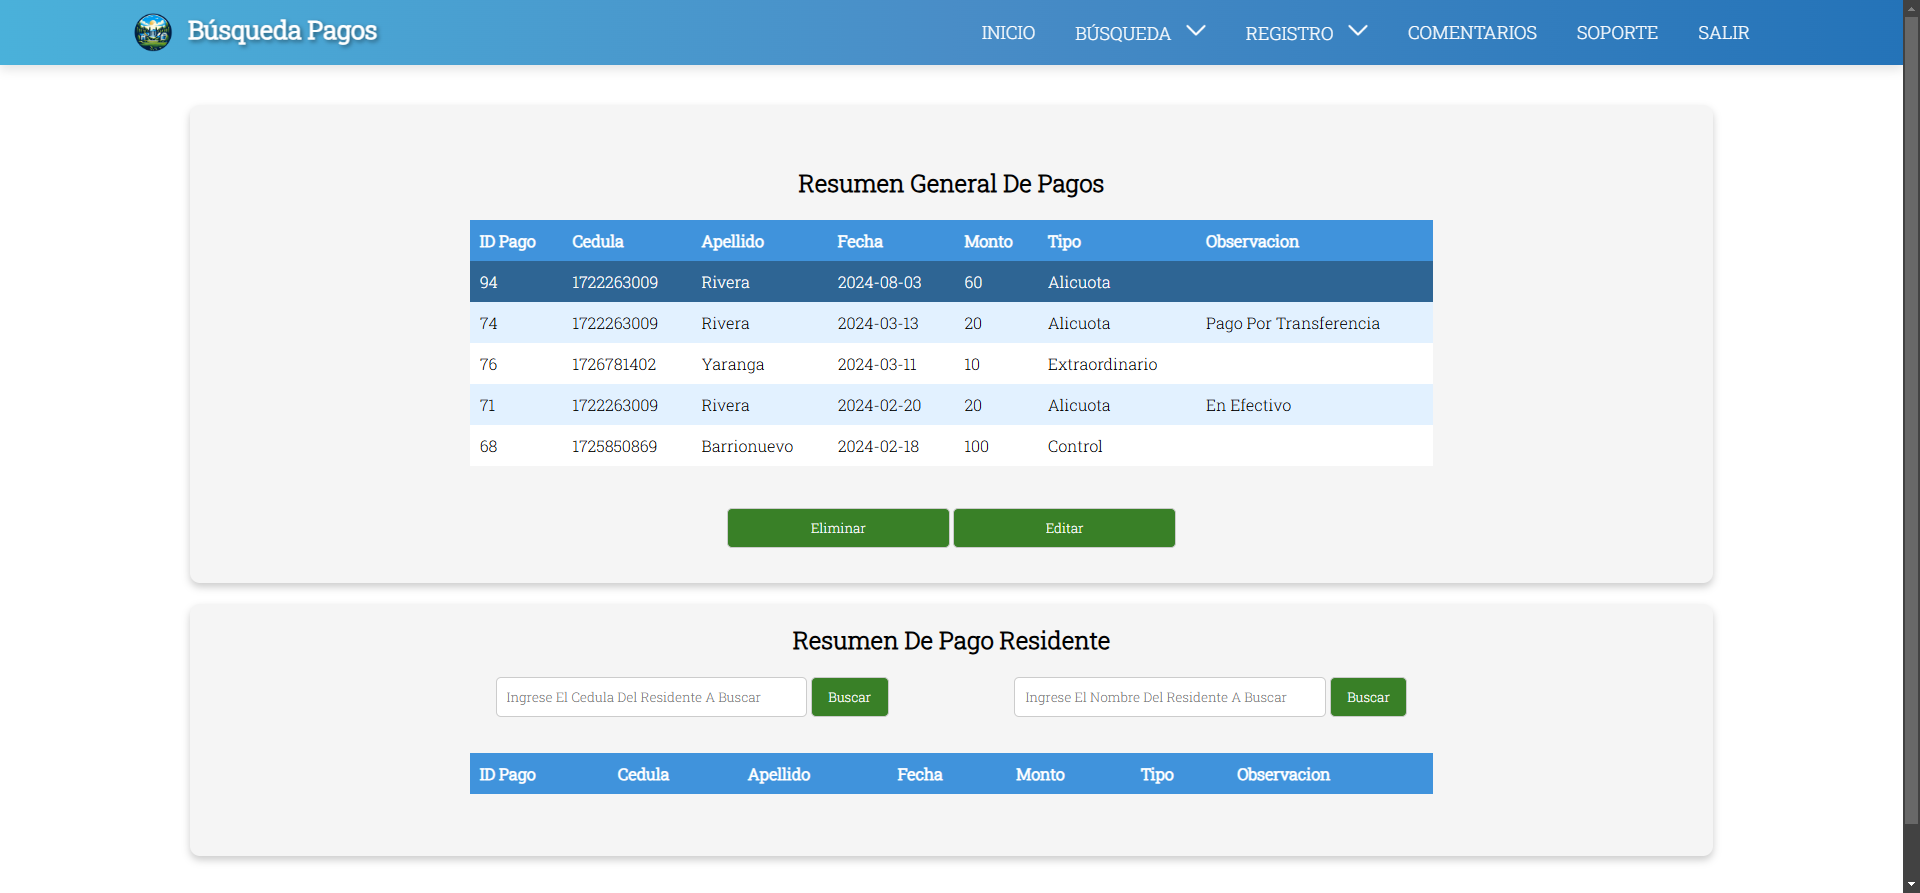 Búsqueda Pagos
INICIO BÚSQUEDA REGISTRO COMENTARIOS SOPORTE SALIR
Resumen General De Pagos
ID Pago Cedula Apellido Fecha Monto Tipo Observacion
94 1722263009 Rivera 2024-08-03 60 Alicuota
74 1722263009 Rivera 2024-03-13 20 Alicuota Pago Por Transferencia
76 1726781402 Yaranga 2024-03-11 10 Extraordinario
71 1722263009 Rivera 2024-02-20 20 Alicuota En Efectivo
68 1725850869 Barrionuevo 2024-02-18 100 Control
Eliminar Editar
Resumen De Pago Residente
Ingrese El Cedula Del Residente A Buscar Buscar Ingrese El Nombre Del Residente A Buscar Buscar
ID Pago Cedula Apellido Fecha Monto Tipo Observacion